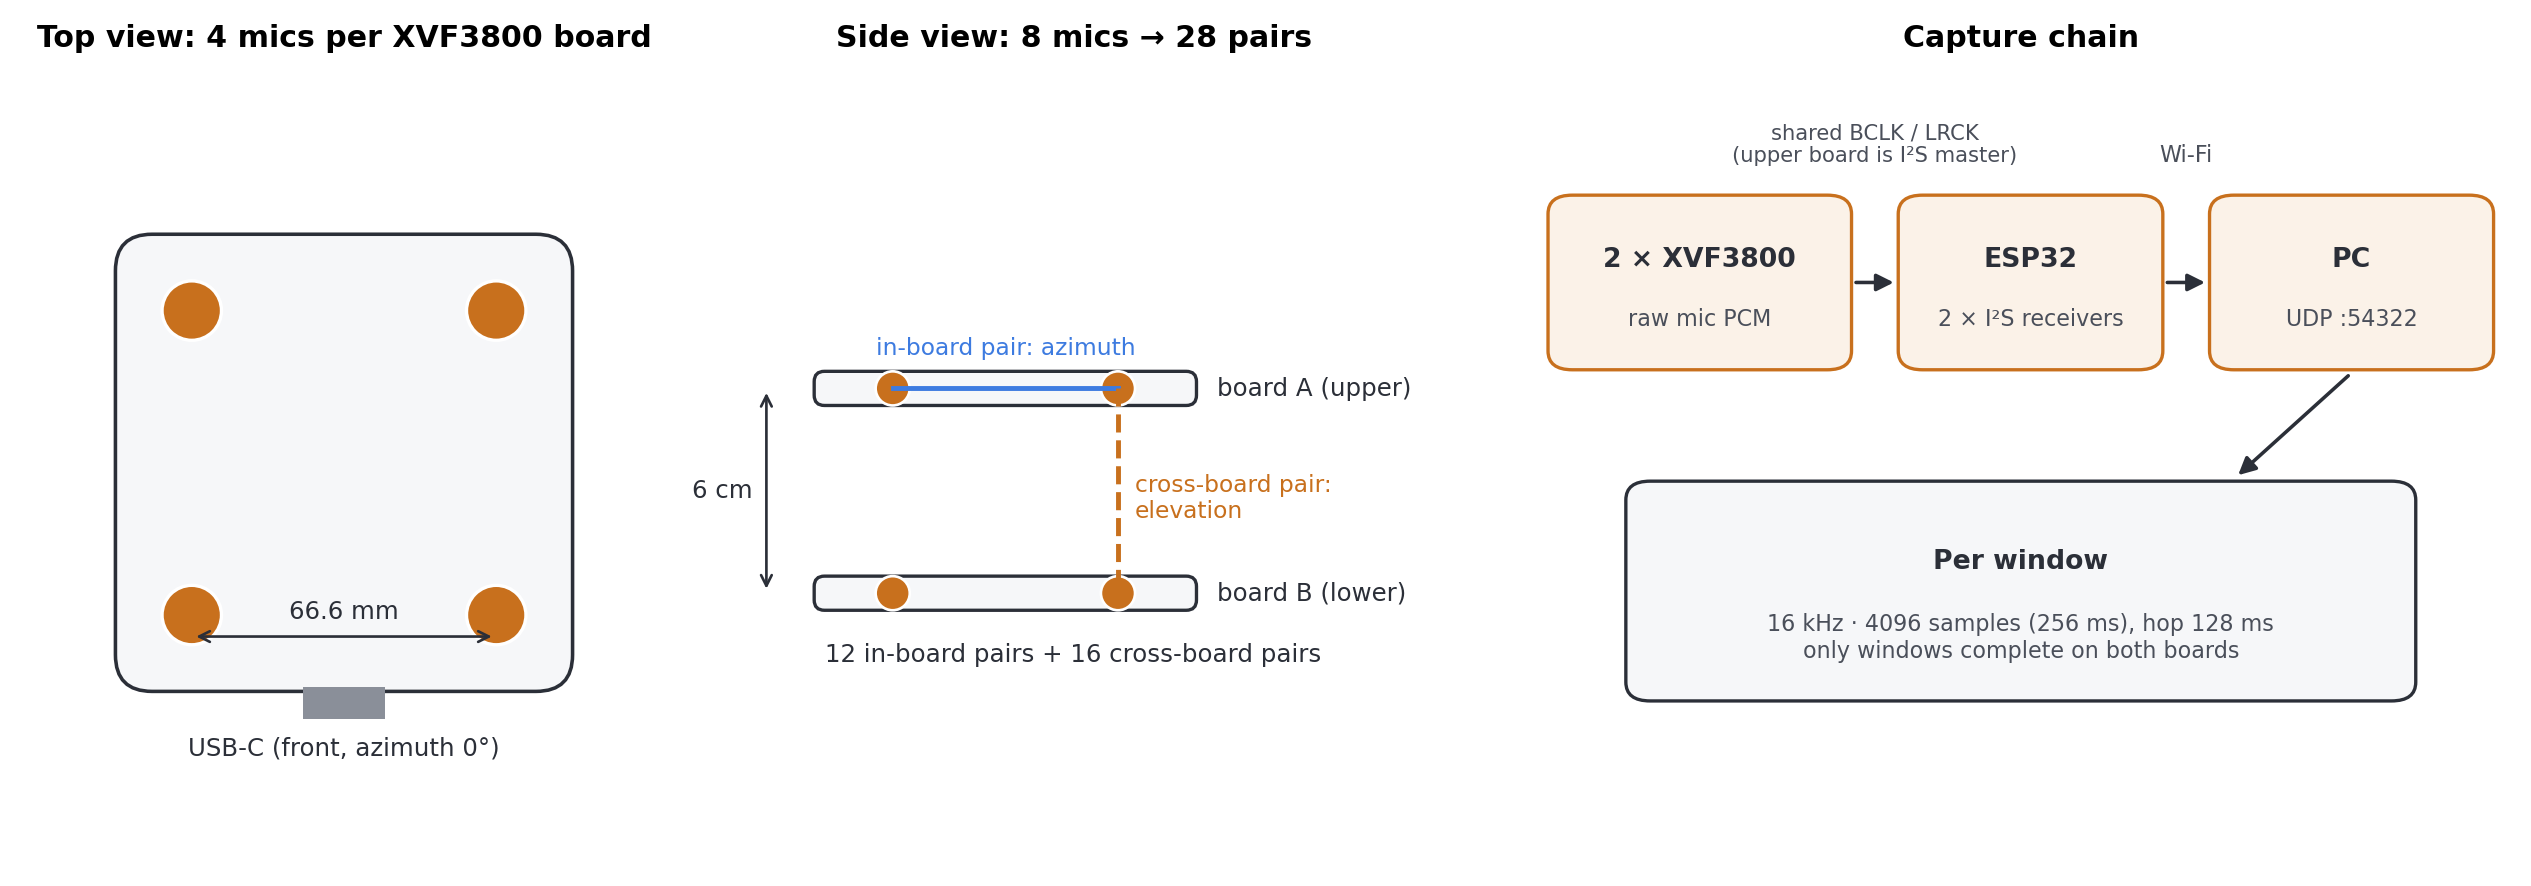 Top view: 4 mics per XVF3800 board
66.6 mm
USB-C (front, azimuth 0°)
Side view: 8 mics → 28 pairs
in-board pair: azimuth
board A (upper)
6 cm
cross-board pair:
elevation
board B (lower)
12 in-board pairs + 16 cross-board pairs
Capture chain
shared BCLK / LRCK
(upper board is I²S master)
Wi-Fi
2 × XVF3800
raw mic PCM
ESP32
2 × I²S receivers
PC
UDP :54322
Per window
16 kHz · 4096 samples (256 ms), hop 128 ms
only windows complete on both boards